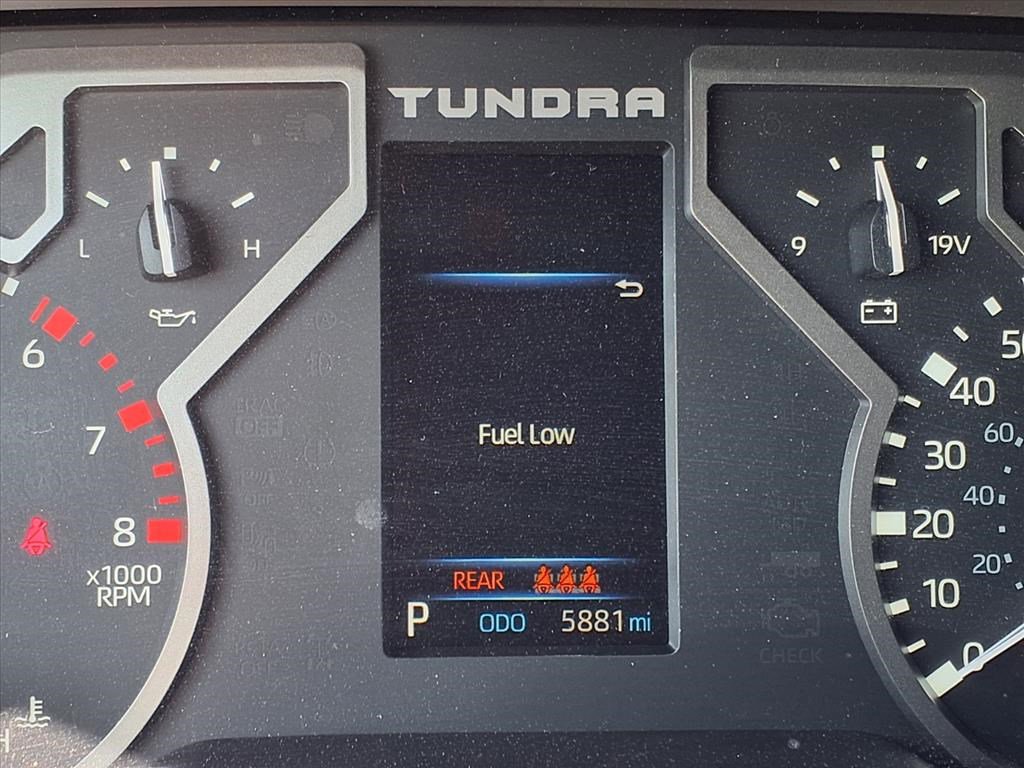 TUNDRA
L
H
9
19V
6
7
8
x1000
RPM
Fuel Low
REAR
P
ODO
5881 mi
50
40
30
20
10
0
60
40
20
CHECK